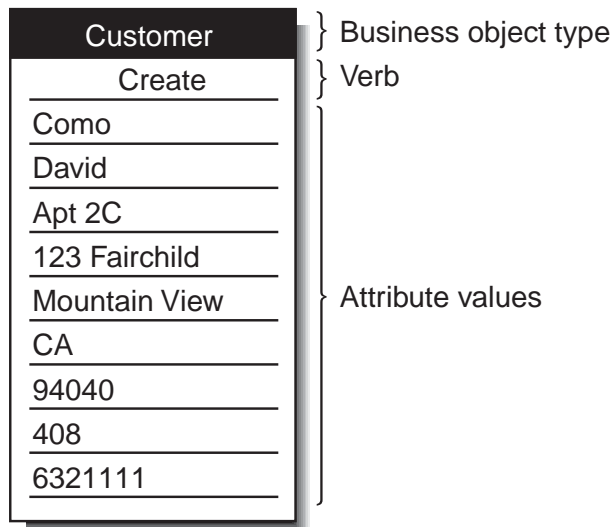 Customer
Business object type
Create
Verb
Como
David
Apt 2C
123 Fairchild
Mountain View
Attribute values
CA
94040
408
6321111